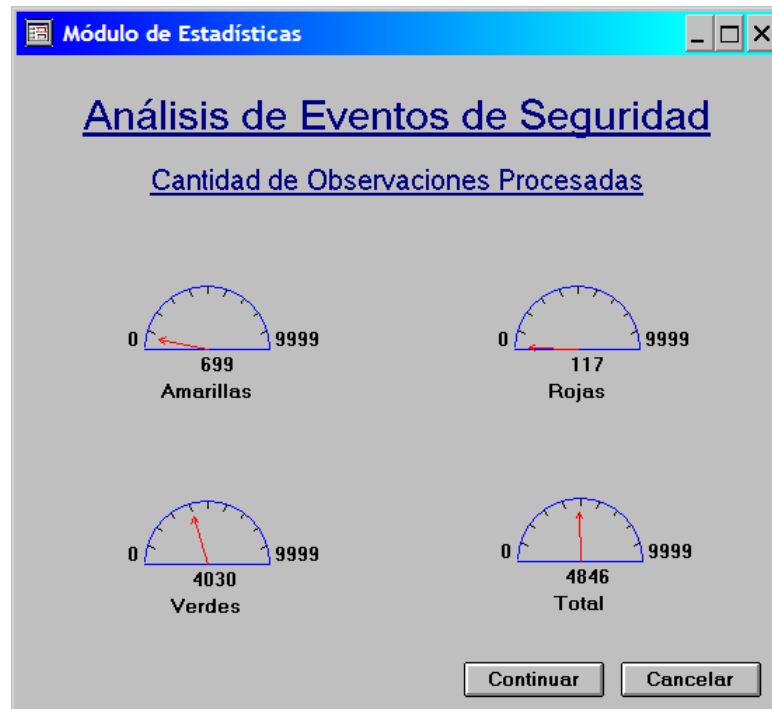 Módulo de Estadísticas
Análisis de Eventos de Seguridad
Cantidad de Observaciones Procesadas
0 9999
699
Amarillas
0 9999
117
Rojas
0 9999
4030
Verdes
0 9999
4846
Total
Continuar Cancelar